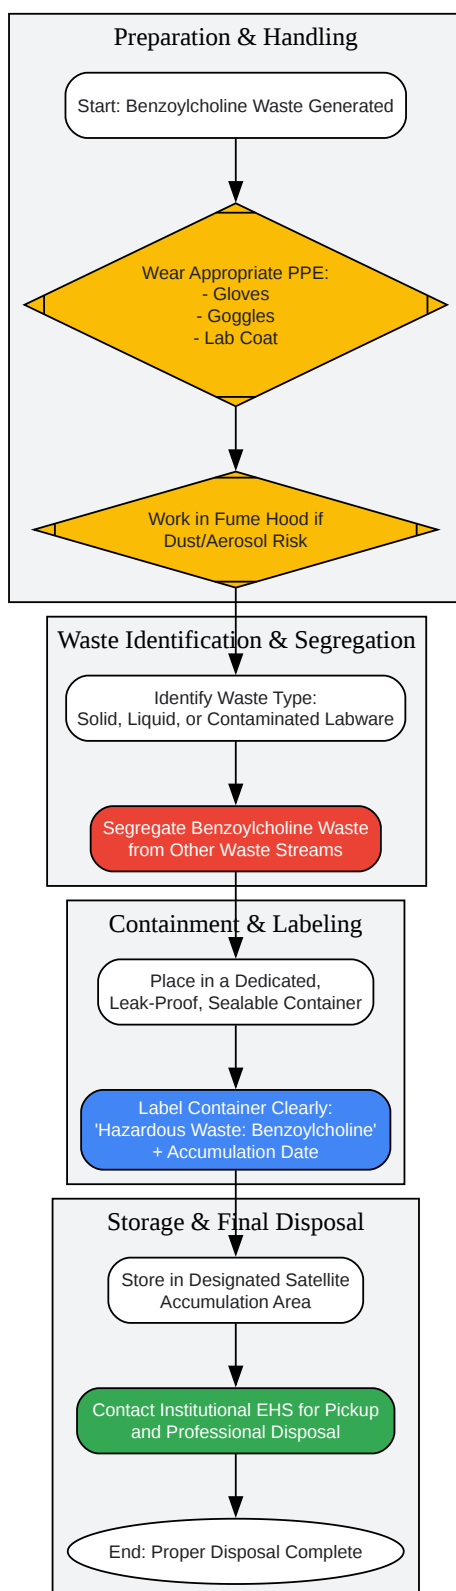 Preparation & Handling
Start: Benzoylcholine Waste Generated
Wear Appropriate PPE:
- Gloves
- Goggles
- Lab Coat
Work in Fume Hood if
Dust/Aerosol Risk
Waste Identification & Segregation
Identify Waste Type:
Solid, Liquid, or Contaminated Labware
Segregate Benzoylcholine Waste
from Other Waste Streams
Containment & Labeling
Place in a Dedicated,
Leak-Proof, Sealable Container
Label Container Clearly:
'Hazardous Waste: Benzoylcholine'
+ Accumulation Date
Storage & Final Disposal
Store in Designated Satellite
Accumulation Area
Contact Institutional EHS for Pickup
and Professional Disposal
End: Proper Disposal Complete